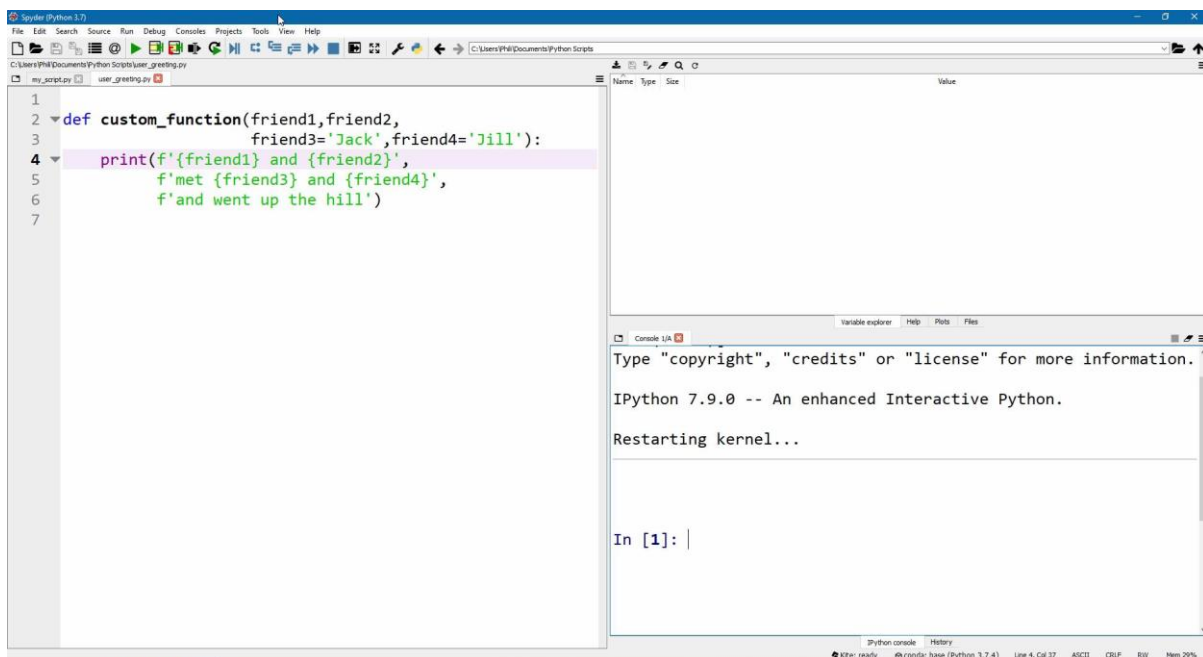 Spyder (Python 3.7)
File Edit Search Source Run Debug Consoles Projects Tools View Help
C:\Users\Phil\Documents\Python Scripts
C:\Users\Phil\Documents\Python Scripts\user_greeting.py
my_script.py user_greeting.py
1
2 def custom_function(friend1,friend2,
3 friend3='Jack',friend4='Jill'):
4 print(f'{friend1} and {friend2}',
5 f'met {friend3} and {friend4}',
6 f'and went up the hill')
7
Name Type Size Value
Variable explorer Help Plots Files
Console 1/A
Type "copyright", "credits" or "license" for more information.
IPython 7.9.0 -- An enhanced Interactive Python.
Restarting kernel...
In [1]:
IPython console History
Kite: ready conda: base (Python 3.7.4) Line 4, Col 37 ASCII CRLF RW Mem 29%